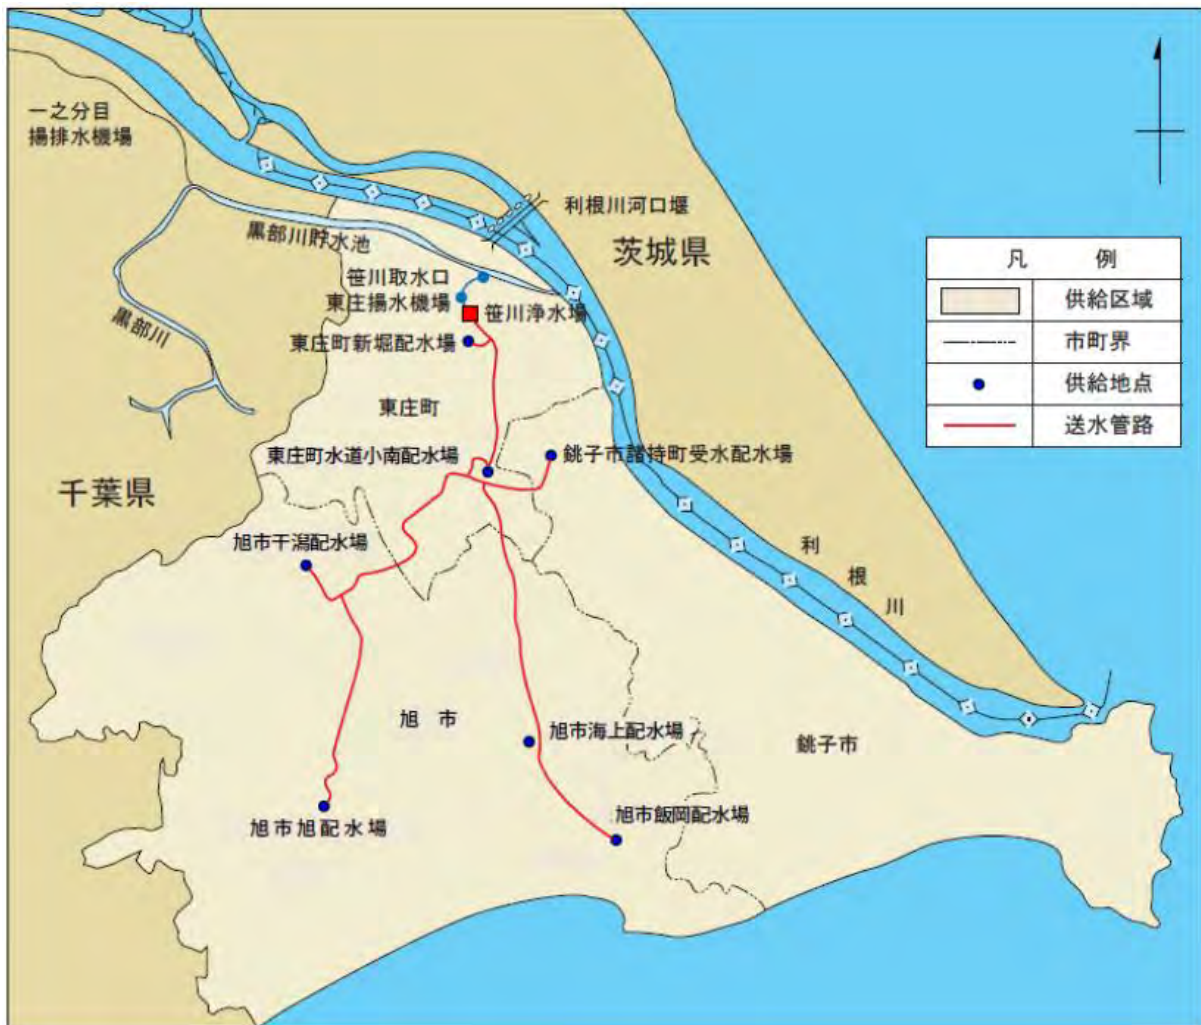 一之分目
揚排水機場
利根川河口堰
黒部川貯水池
茨城県
凡 例
供給区域
市町界
供給地点
送水管路
笹川取水口
東庄揚水機場
笹川浄水場
黒部川
東庄町新堀配水場
東庄町
東庄町水道小南配水場
銚子市諸持町受水配水場
千葉県
旭市干潟配水場
利根川
旭 市
旭市海上配水場
銚子市
旭市飯岡配水場
旭市旭配水場